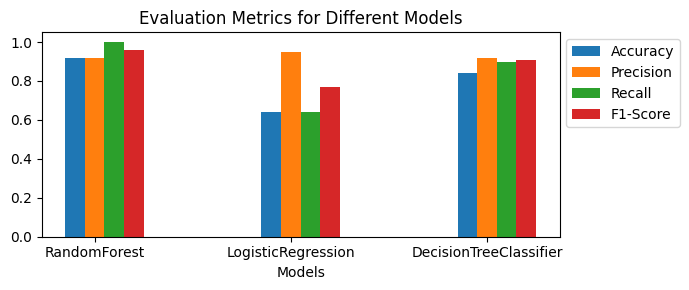 Evaluation Metrics for Different Models
1.0
0.8
0.6
0.4
0.2
0.0
RandomForest
LogisticRegression
DecisionTreeClassifier
Models
Accuracy
Precision
Recall
F1-Score